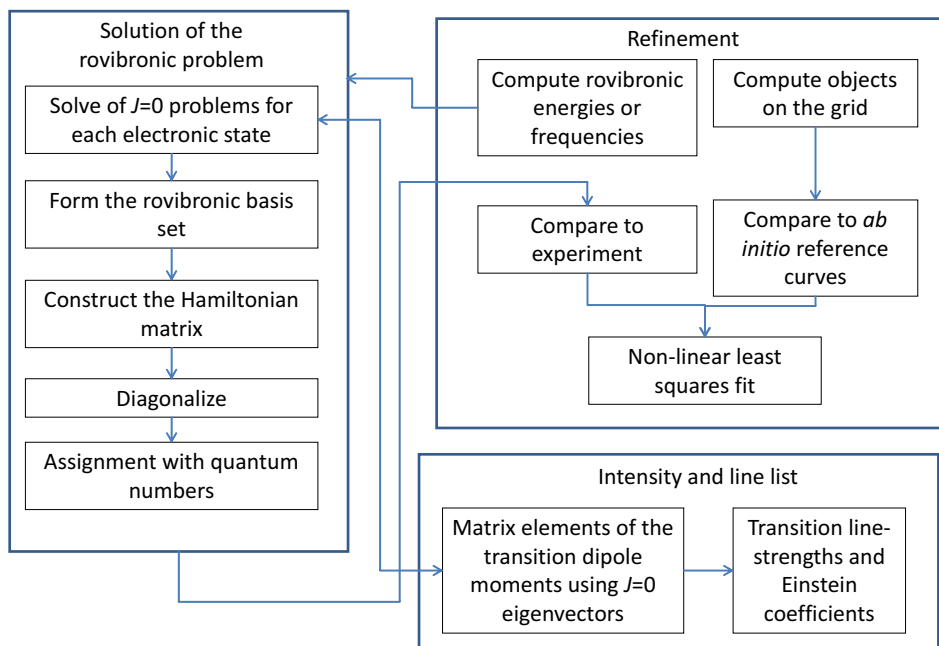 Solution of the
rovibronic problem
Solve of J=0 problems for
each electronic state
Form the rovibronic basis
set
Construct the Hamiltonian
matrix
Diagonalize
Assignment with quantum
numbers
Refinement
Compute rovibronic
energies or
frequencies
Compute objects
on the grid
Compare to
experiment
Compare to ab
initio reference
curves
Non-linear least
squares fit
Intensity and line list
Matrix elements of the
transition dipole
moments using J=0
eigenvectors
Transition line-
strengths and
Einstein
coefficients